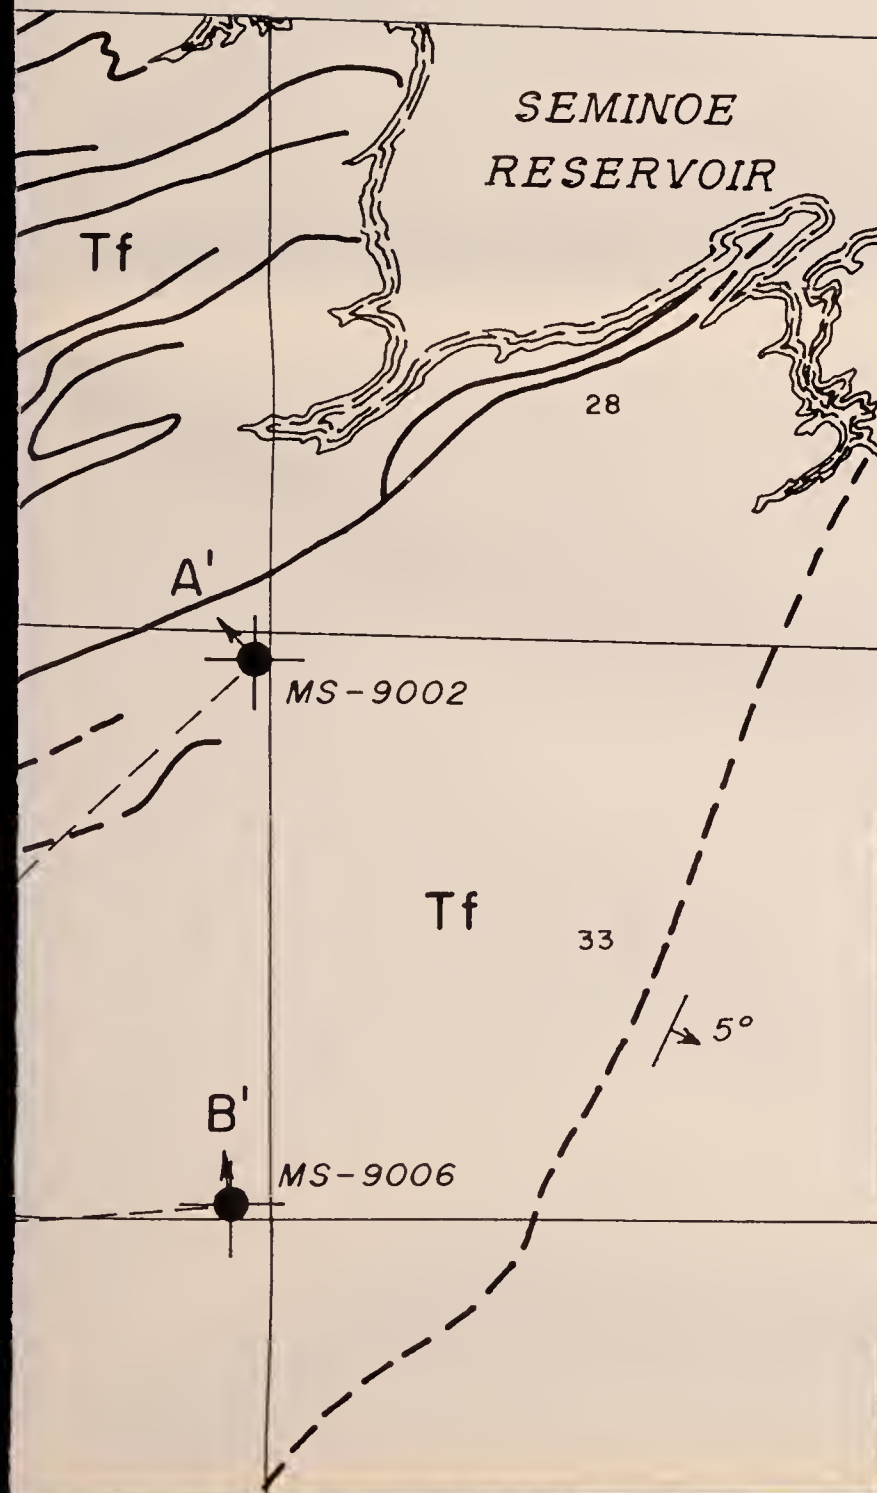 SEMINOE
RESERVOIR
Tf
28
A'
MS-9002
Tf
33
5°
B'
MS-9006